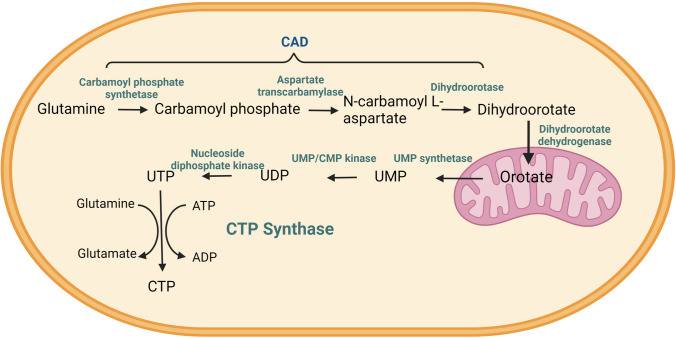 CAD
Carbamoyl phosphate
synthetase
Aspartate
transcarbamylase
Dihydroorotase
Glutamine
Carbamoyl phosphate
N-carbamoyl L-
aspartate
Dihydroorotate
Dihydroorotate
dehydrogenase
Nucleoside
diphosphate kinase
UMP/CMP kinase
UMP synthetase
UTP
UDP
UMP
Orotate
Glutamine
ATP
CTP Synthase
Glutamate
ADP
CTP